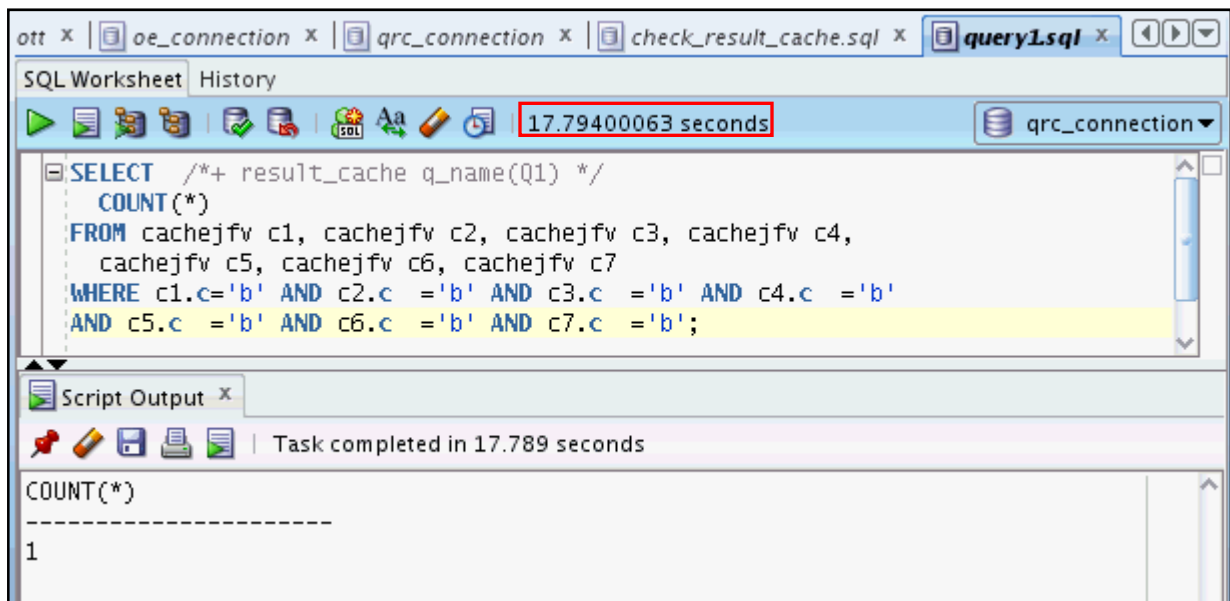 ott x oe_connection x qrc_connection x check_result_cache.sql x query1.sql x
SQL Worksheet History
SQL Aa 17.79400063 seconds qrc_connection
SELECT /*+ result_cache q_name(Q1) */
COUNT(*)
FROM cachejfv c1, cachejfv c2, cachejfv c3, cachejfv c4,
cachejfv c5, cachejfv c6, cachejfv c7
WHERE c1.c='b' AND c2.c ='b' AND c3.c ='b' AND c4.c ='b'
AND c5.c ='b' AND c6.c ='b' AND c7.c ='b';
Script Output x
Task completed in 17.789 seconds
COUNT(*)
----------------------
1